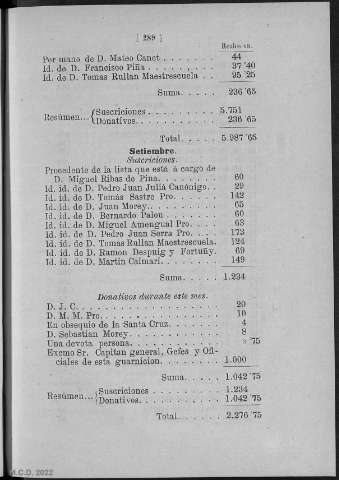 [ 289 ]
Reales vn.
Por mano de D. Mateo Canet . . . . . . . 44
Id. de D. Francisco Piña . . . . . . . 37 '40
Id. de D. Tomas Rullan Maestrescuela . . 25 '25
Suma. . . . . 236 '65
Resúmen... { Suscriciones . . . . . . . . 5.751
Donativos. . . . . . . . . 236 '65
Total. . . . . 5.987 '65
Setiembre.
Suscriciones.
Precedente de la lista que está á cargo de
D. Miguel Ribas de Pina. . . . . . . . 60
Id. id. de D. Pedro Juan Juliá Canónigo. . 29
Id. id. de D. Tomás Sastre Pro. . . . . . 142
Id. id. de D. Juan Morey. . . . . . . . 65
Id. id. de D. Bernardo Palou . . . . . . 60
Id. id. de D. Miguel Amengual Pro. . . . 63
Id. id. de D. Pedro Juan Serra Pro. . . . 173
Id. id. de D. Tomas Rullan Maestrescuela. 124
Id. id. de D. Ramon Despuig y Fortuñy. 69
Id. id. de D. Martin Caimari. . . . . . . 149
Suma. . . . . 1.234
Donativos durante este mes.
D. J. C. . . . . . . . . . . . . . . 20
D. M. M. Pro. . . . . . . . . . . . . 10
En obsequio de la Santa Cruz. . . . . . . 4
D. Sebastian Morey. . . . . . . . . . . 8
Una devota persona. . . . . . . . . . . '75
Excmo Sr. Capitan general, Gefes y Ofi-
ciales de esta guarnicion. . . . . . . . 1.000
Suma. . . . . 1.042 '75
Resúmen... { Suscriciones . . . . . . . . 1.234
Donativos. . . . . . . . . 1.042 '75
Total. . . . . 2.276 '75
A.C.D. 2022